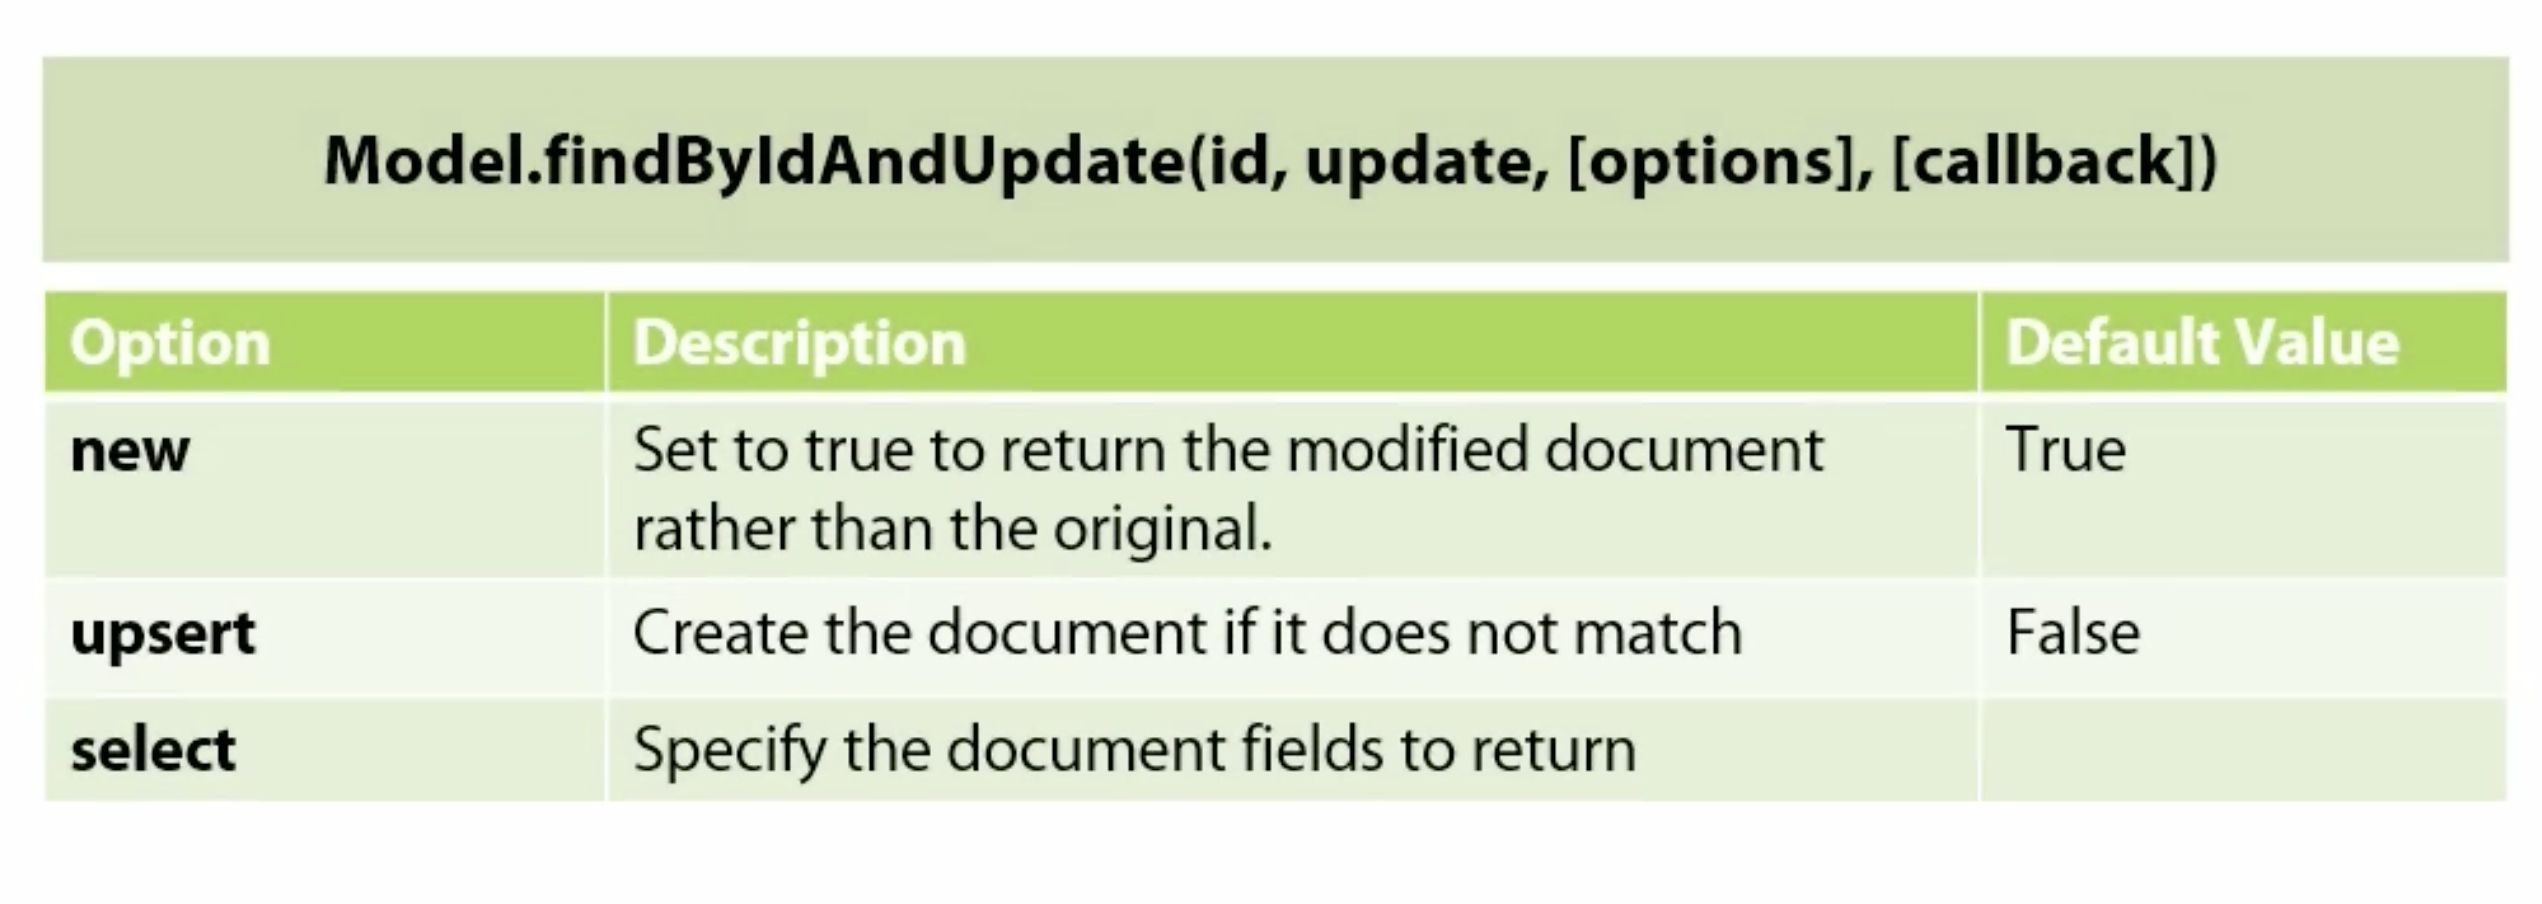 Model.findByIdAndUpdate(id, update, [options], [callback])
Option Description Default Value
new Set to true to return the modified document True
rather than the original.
upsert Create the document if it does not match False
select Specify the document fields to return